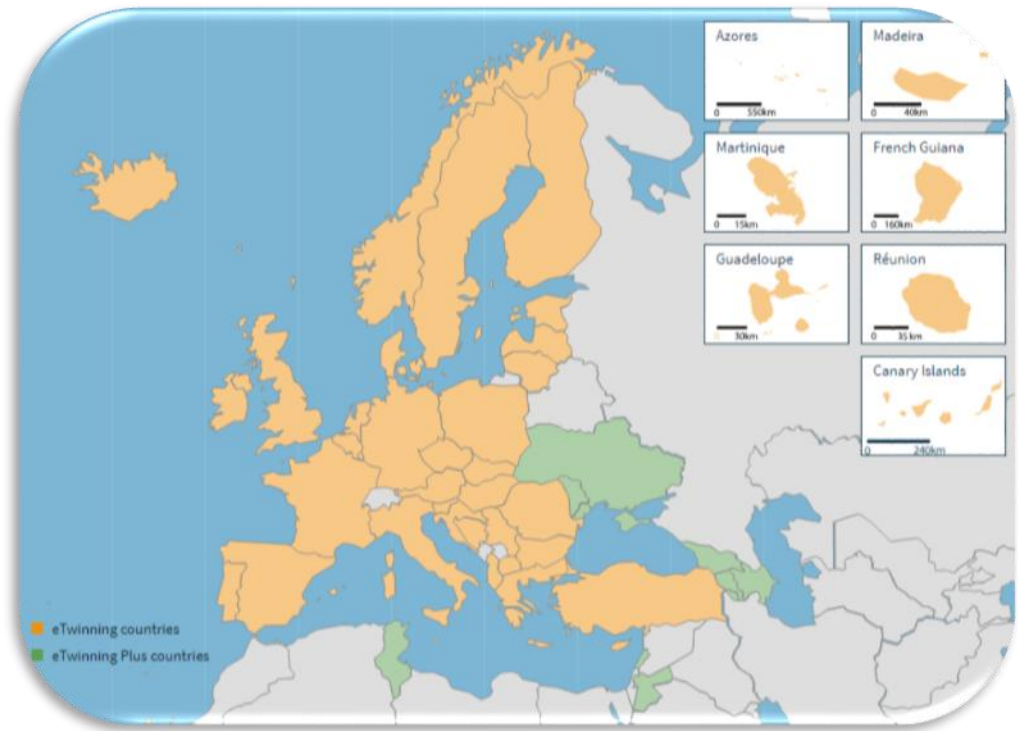 Azores
0 550km
Madeira
0 40km
Martinique
0 15km
French Guiana
0 160km
Guadeloupe
0 30km
Réunion
0 35 km
Canary Islands
0 240km
eTwinning countries
eTwinning Plus countries